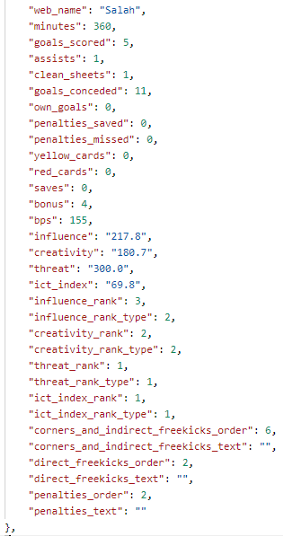 "web_name": "Salah",
"minutes": 360,
"goals_scored": 5,
"assists": 1,
"clean_sheets": 1,
"goals_conceded": 11,
"own_goals": 0,
"penalties_saved": 0,
"penalties_missed": 0,
"yellow_cards": 0,
"red_cards": 0,
"saves": 0,
"bonus": 4,
"bps": 155,
"influence": "217.8",
"creativity": "180.7",
"threat": "300.0",
"ict_index": "69.8",
"influence_rank": 3,
"influence_rank_type": 2,
"creativity_rank": 2,
"creativity_rank_type": 2,
"threat_rank": 1,
"threat_rank_type": 1,
"ict_index_rank": 1,
"ict_index_rank_type": 1,
"corners_and_indirect_freekicks_order": 6,
"corners_and_indirect_freekicks_text": "",
"direct_freekicks_order": 2,
"direct_freekicks_text": "",
"penalties_order": 2,
"penalties_text": ""
},